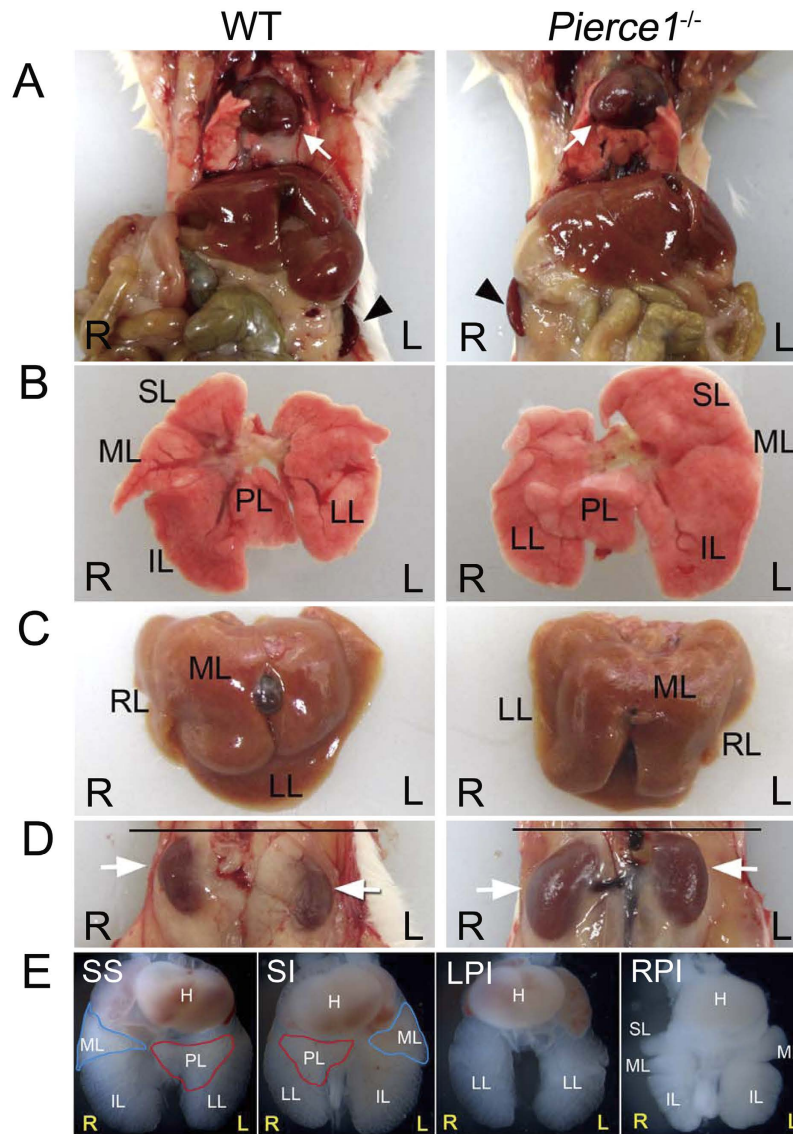 WT Pierce1-/-
A
R L R L
B
SL ML PL LL IL R L
SL ML PL LL IL R L
C
ML RL LL R L
ML LL RL R L
D
R L R L
E
SS H ML PL IL LL R L
SI H ML PL LL IL R L
LPI H LL LL R L
RPI H SL ML M IL IL R L